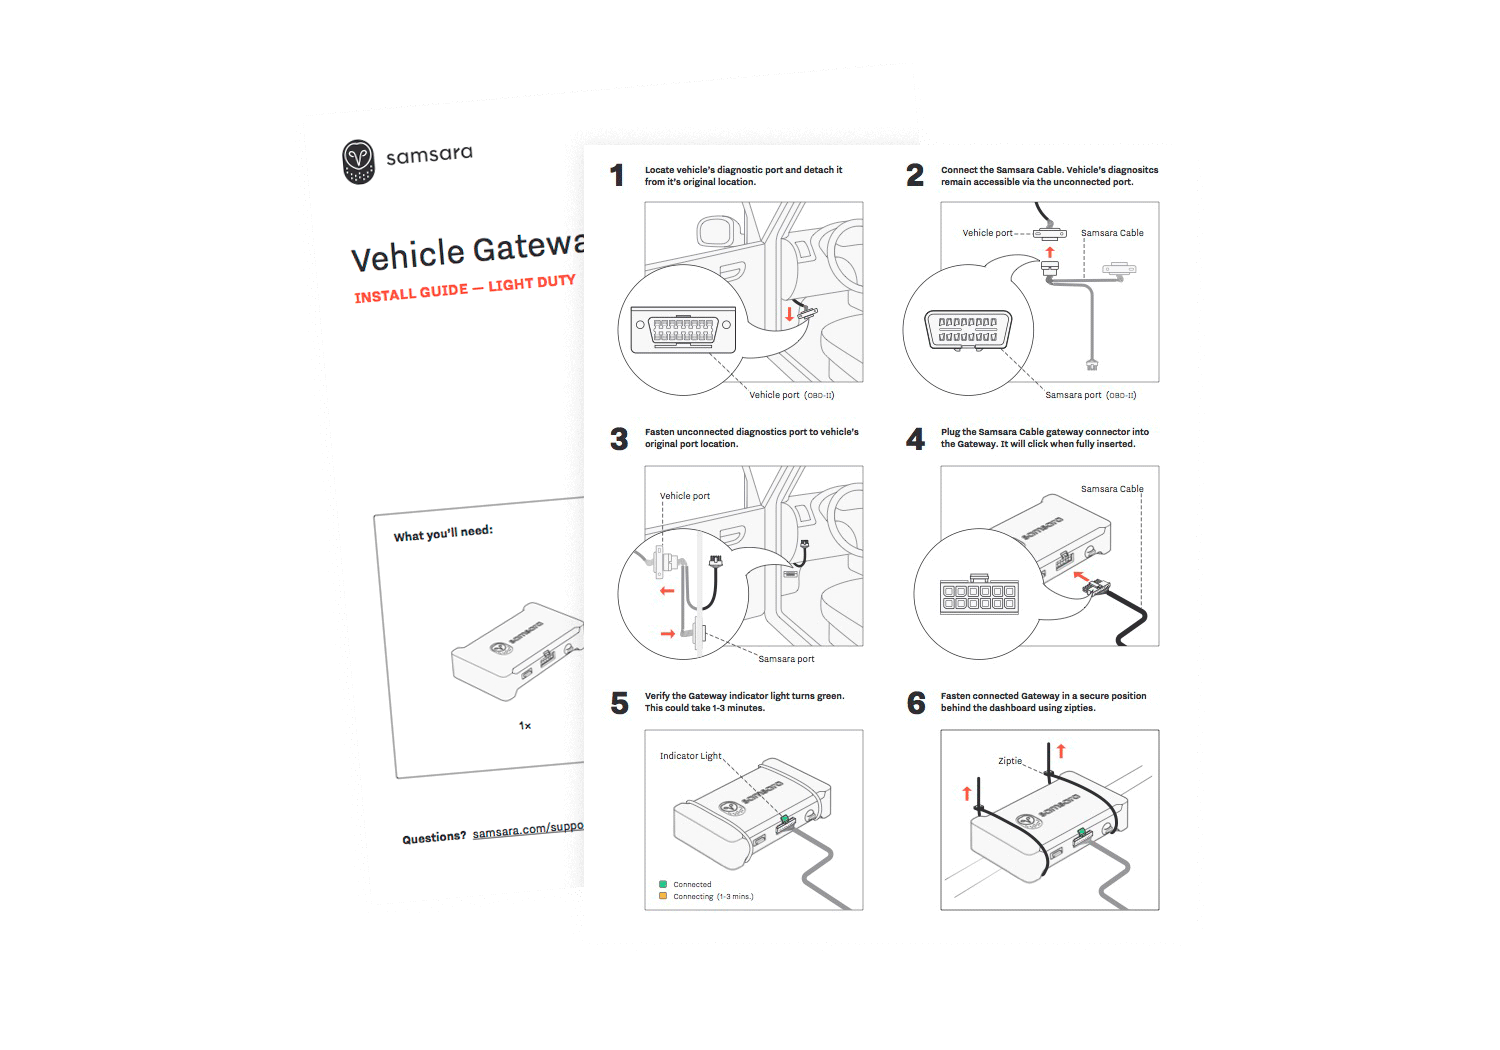 samsara
Vehicle Gatewa
INSTALL GUIDE — LIGHT DUTY
What you'll need:
samsara
1x
Questions? samsara.com/suppo
1
Locate vehicle's diagnostic port and detach it
from it's original location.
Vehicle port (OBD-II)
2
Connect the Samsara Cable. Vehicle's diagnositcs
remain accessible via the unconnected port.
Vehicle port
Samsara Cable
Samsara port (OBD-II)
3
Fasten unconnected diagnostics port to vehicle's
original port location.
Vehicle port
Samsara port
4
Plug the Samsara Cable gateway connector into
the Gateway. It will click when fully inserted.
Samsara Cable
samsara
5
Verify the Gateway indicator light turns green.
This could take 1-3 minutes.
Indicator Light
samsara
Connected
Connecting (1-3 mins.)
6
Fasten connected Gateway in a secure position
behind the dashboard using zipties.
Ziptie
samsara